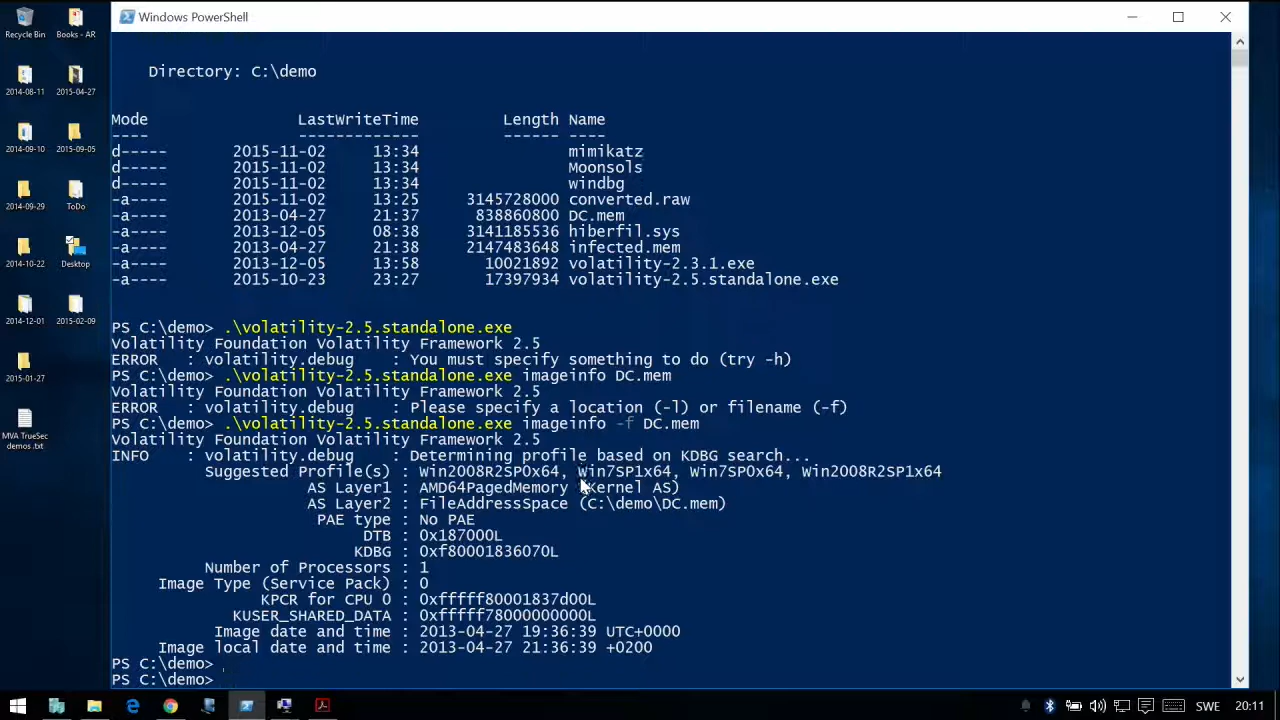 Windows PowerShell
Recycle Bin
Books - AR
2014-08-11
2015-04-27
2014-09-10
2015-09-05
2014-09-29
ToDo
2014-10-22
Desktop
2014-12-01
2015-02-09
2015-01-27
MVA TrueSec
demos .txt
Directory: C:\demo
Mode LastWriteTime Length Name
---- ------------- ------ ----
d----- 2015-11-02 13:34 mimikatz
d----- 2015-11-02 13:34 Moonsols
d----- 2015-11-02 13:34 windbg
-a---- 2015-11-02 13:25 3145728000 converted.raw
-a---- 2013-04-27 21:37 838860800 DC.mem
-a---- 2013-12-05 08:38 3141185536 hiberfil.sys
-a---- 2013-04-27 21:38 2147483648 infected.mem
-a---- 2013-12-05 13:58 10021892 volatility-2.3.1.exe
-a---- 2015-10-23 23:27 17397934 volatility-2.5.standalone.exe
PS C:\demo> .\volatility-2.5.standalone.exe
Volatility Foundation Volatility Framework 2.5
ERROR : volatility.debug : You must specify something to do (try -h)
PS C:\demo> .\volatility-2.5.standalone.exe imageinfo DC.mem
Volatility Foundation Volatility Framework 2.5
ERROR : volatility.debug : Please specify a location (-l) or filename (-f)
PS C:\demo> .\volatility-2.5.standalone.exe imageinfo -f DC.mem
Volatility Foundation Volatility Framework 2.5
INFO : volatility.debug : Determining profile based on KDBG search...
Suggested Profile(s) : Win2008R2SP0x64, Win7SP1x64, Win7SP0x64, Win2008R2SP1x64
AS Layer1 : AMD64PagedMemory (Kernel AS)
AS Layer2 : FileAddressSpace (C:\demo\DC.mem)
PAE type : No PAE
DTB : 0x187000L
KDBG : 0xf80001836070L
Number of Processors : 1
Image Type (Service Pack) : 0
KPCR for CPU 0 : 0xfffff80001837d00L
KUSER_SHARED_DATA : 0xfffff78000000000L
Image date and time : 2013-04-27 19:36:39 UTC+0000
Image local date and time : 2013-04-27 21:36:39 +0200
PS C:\demo>
PS C:\demo>
SWE 20:11